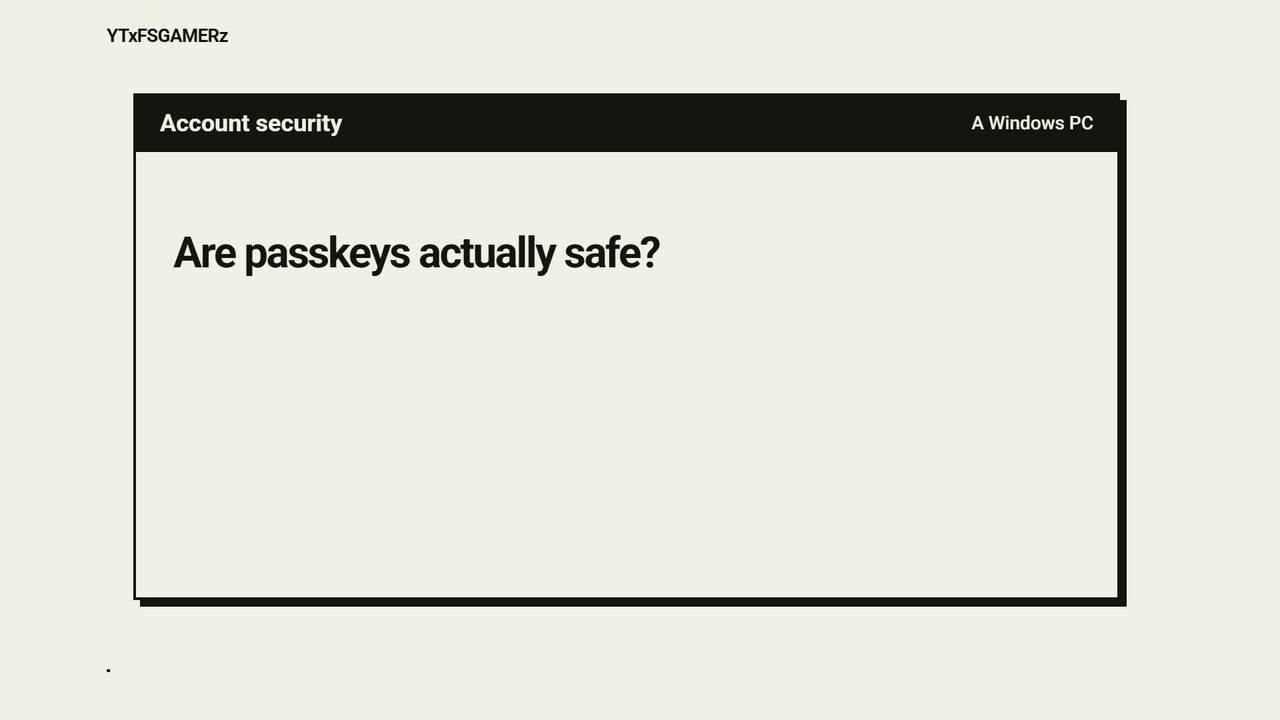 YTxFSGAMERz
Account security
A Windows PC
Are passkeys actually safe?
.